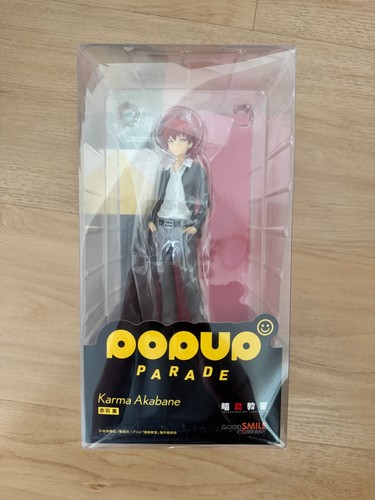 POPUP
PARADE
Karma Akabane
赤羽 業
暗殺教室
GOOD SMILE
COMPANY